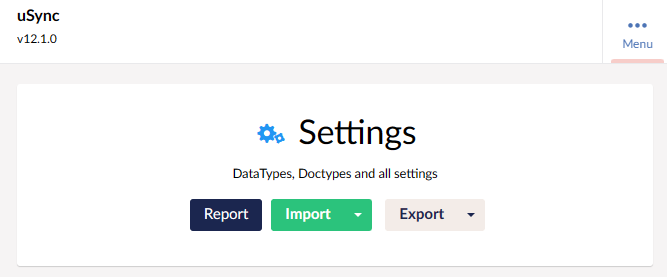 uSync
v12.1.0
Menu
Settings
DataTypes, Doctypes and all settings
Report Import Export